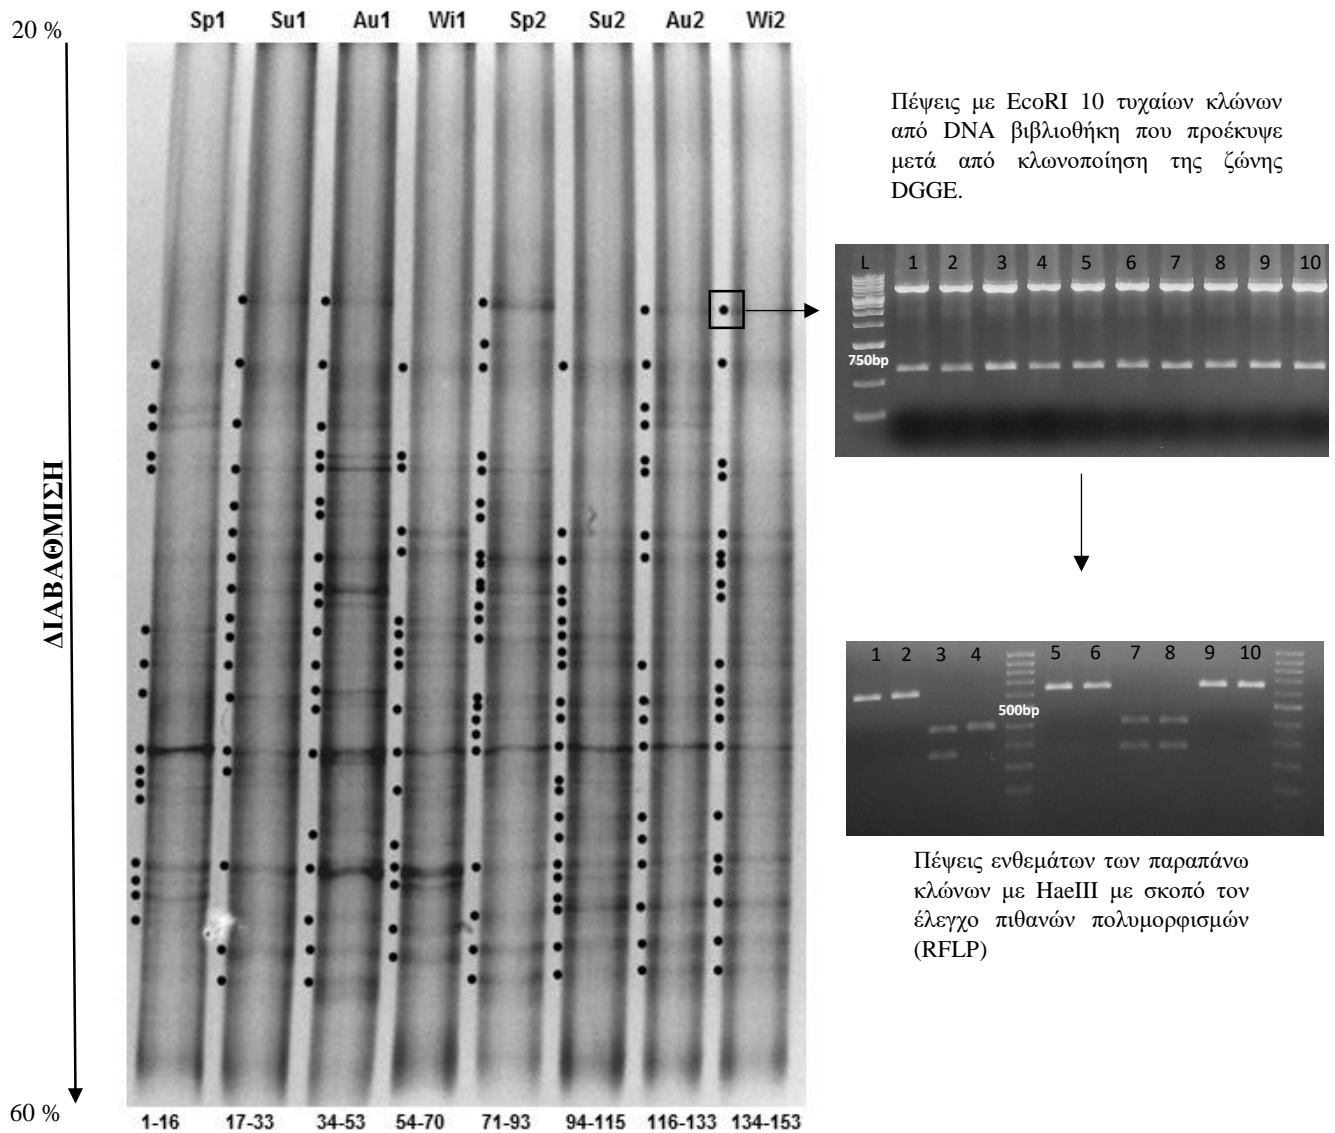 Sp1 Su1 Au1 Wi1 Sp2 Su2 Au2 Wi2
20 %
ΔΙΑΒΑΘΜΙΣΗ
60 %
1-16 17-33 34-53 54-70 71-93 94-115 116-133 134-153
Πέψεις με EcoRI 10 τυχαίων κλώνων
από DNA βιβλιοθήκη που προέκυψε
μετά από κλωνοποίηση της ζώνης
DGGE.
L 1 2 3 4 5 6 7 8 9 10
750bp
1 2 3 4 5 6 7 8 9 10
500bp
Πέψεις ενθεμάτων των παραπάνω
κλώνων με HaeIII με σκοπό τον
έλεγχο πιθανών πολυμορφισμών
(RFLP)